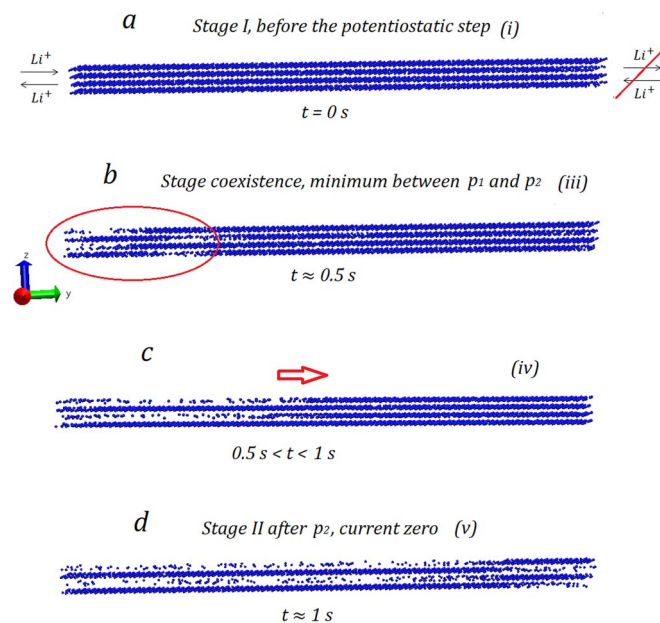 a Stage I, before the potentiostatic step (i)
Li⁺ Li⁺
Li⁺ Li⁺
t = 0 s
b Stage coexistence, minimum between p₁ and p₂ (iii)
z
y
t ≈ 0.5 s
c (iv)
0.5 s < t < 1 s
d Stage II after p₂, current zero (v)
t ≈ 1 s